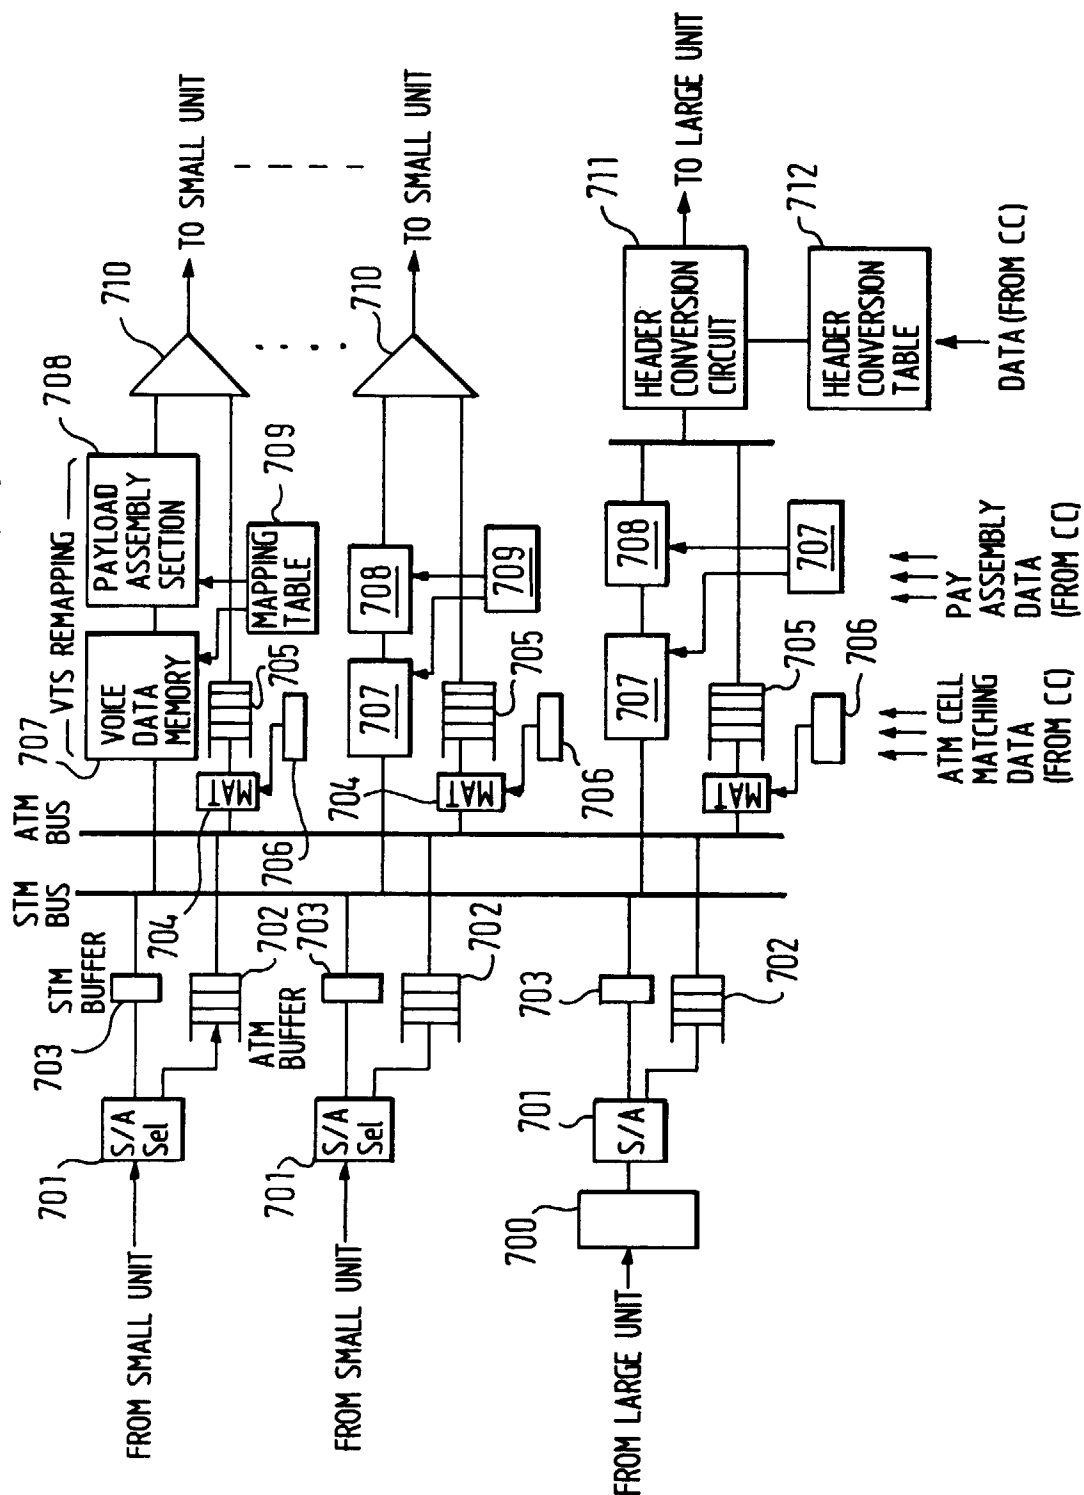 FROM SMALL UNIT
701
S/A
Sel
703
STM
BUFFER
702
704
STM
BUS
ATM
BUS
707
VTS REMAPPING
VOICE
DATA
MEMORY
708
PAYLOAD
ASSEMBLY
SECTION
MAT
705
706
MAPPING
TABLE
709
710
TO SMALL UNIT
FROM SMALL UNIT
701
S/A
Sel
ATM
BUFFER
703
702
707
708
704
MAT
705
706
709
710
TO SMALL UNIT
FROM LARGE UNIT
700
701
S/A
703
702
707
708
MAT
705
706
707
HEADER
CONVERSION
CIRCUIT
711
TO LARGE UNIT
HEADER
CONVERSION
TABLE
712
DATA(FROM CC)
ATM CELL
MATCHING
DATA
(FROM CC)
PAY
ASSEMBLY
DATA
(FROM CC)